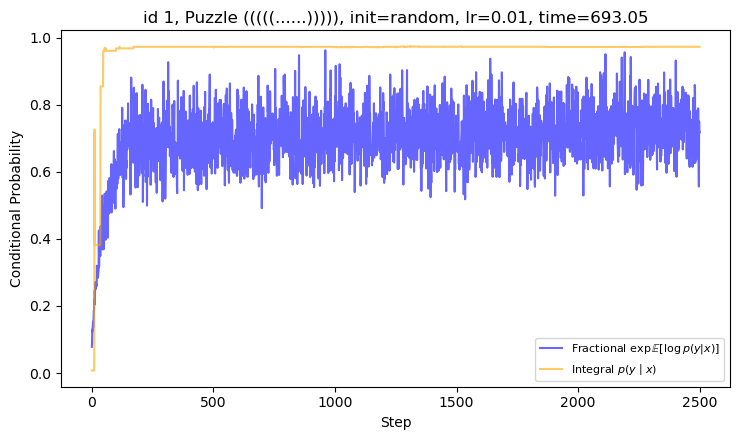 id 1, Puzzle (((((......))))), init=random, lr=0.01, time=693.05
Conditional Probability
1.0
0.8
0.6
0.4
0.2
0.0
0
500
1000
1500
2000
2500
Step
Fractional exp 𝔼[log p(y|x)]
Integral p(y | x)